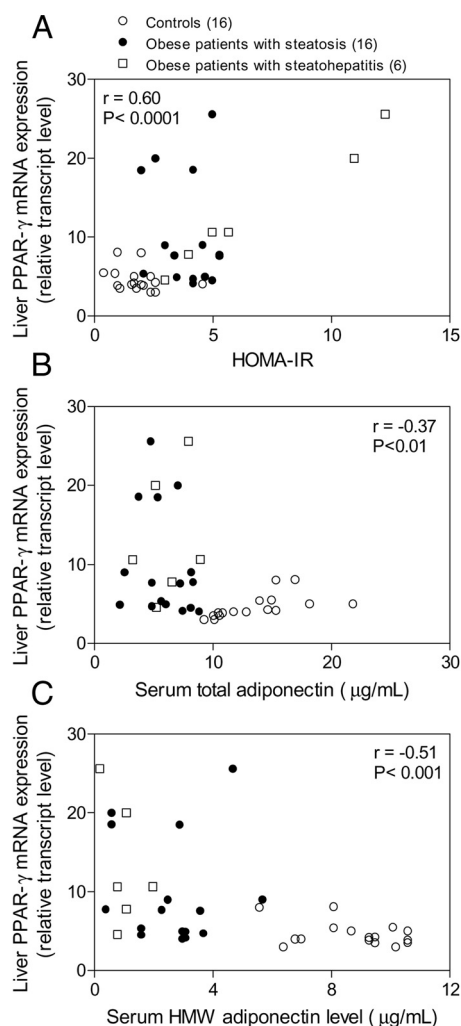 A
Controls (16)
Obese patients with steatosis (16)
Obese patients with steatohepatitis (6)
Liver PPAR-γ mRNA expression
(relative transcript level)
30
20
10
0
r = 0.60
P< 0.0001
0
5
10
15
HOMA-IR
B
Liver PPAR-γ mRNA expression
(relative transcript level)
30
20
10
0
r = -0.37
P<0.01
0
10
20
30
Serum total adiponectin ( μg/mL)
C
Liver PPAR-γ mRNA expression
(relative transcript level)
30
20
10
0
r = -0.51
P< 0.001
0
4
8
12
Serum HMW adiponectin level (μg/mL)